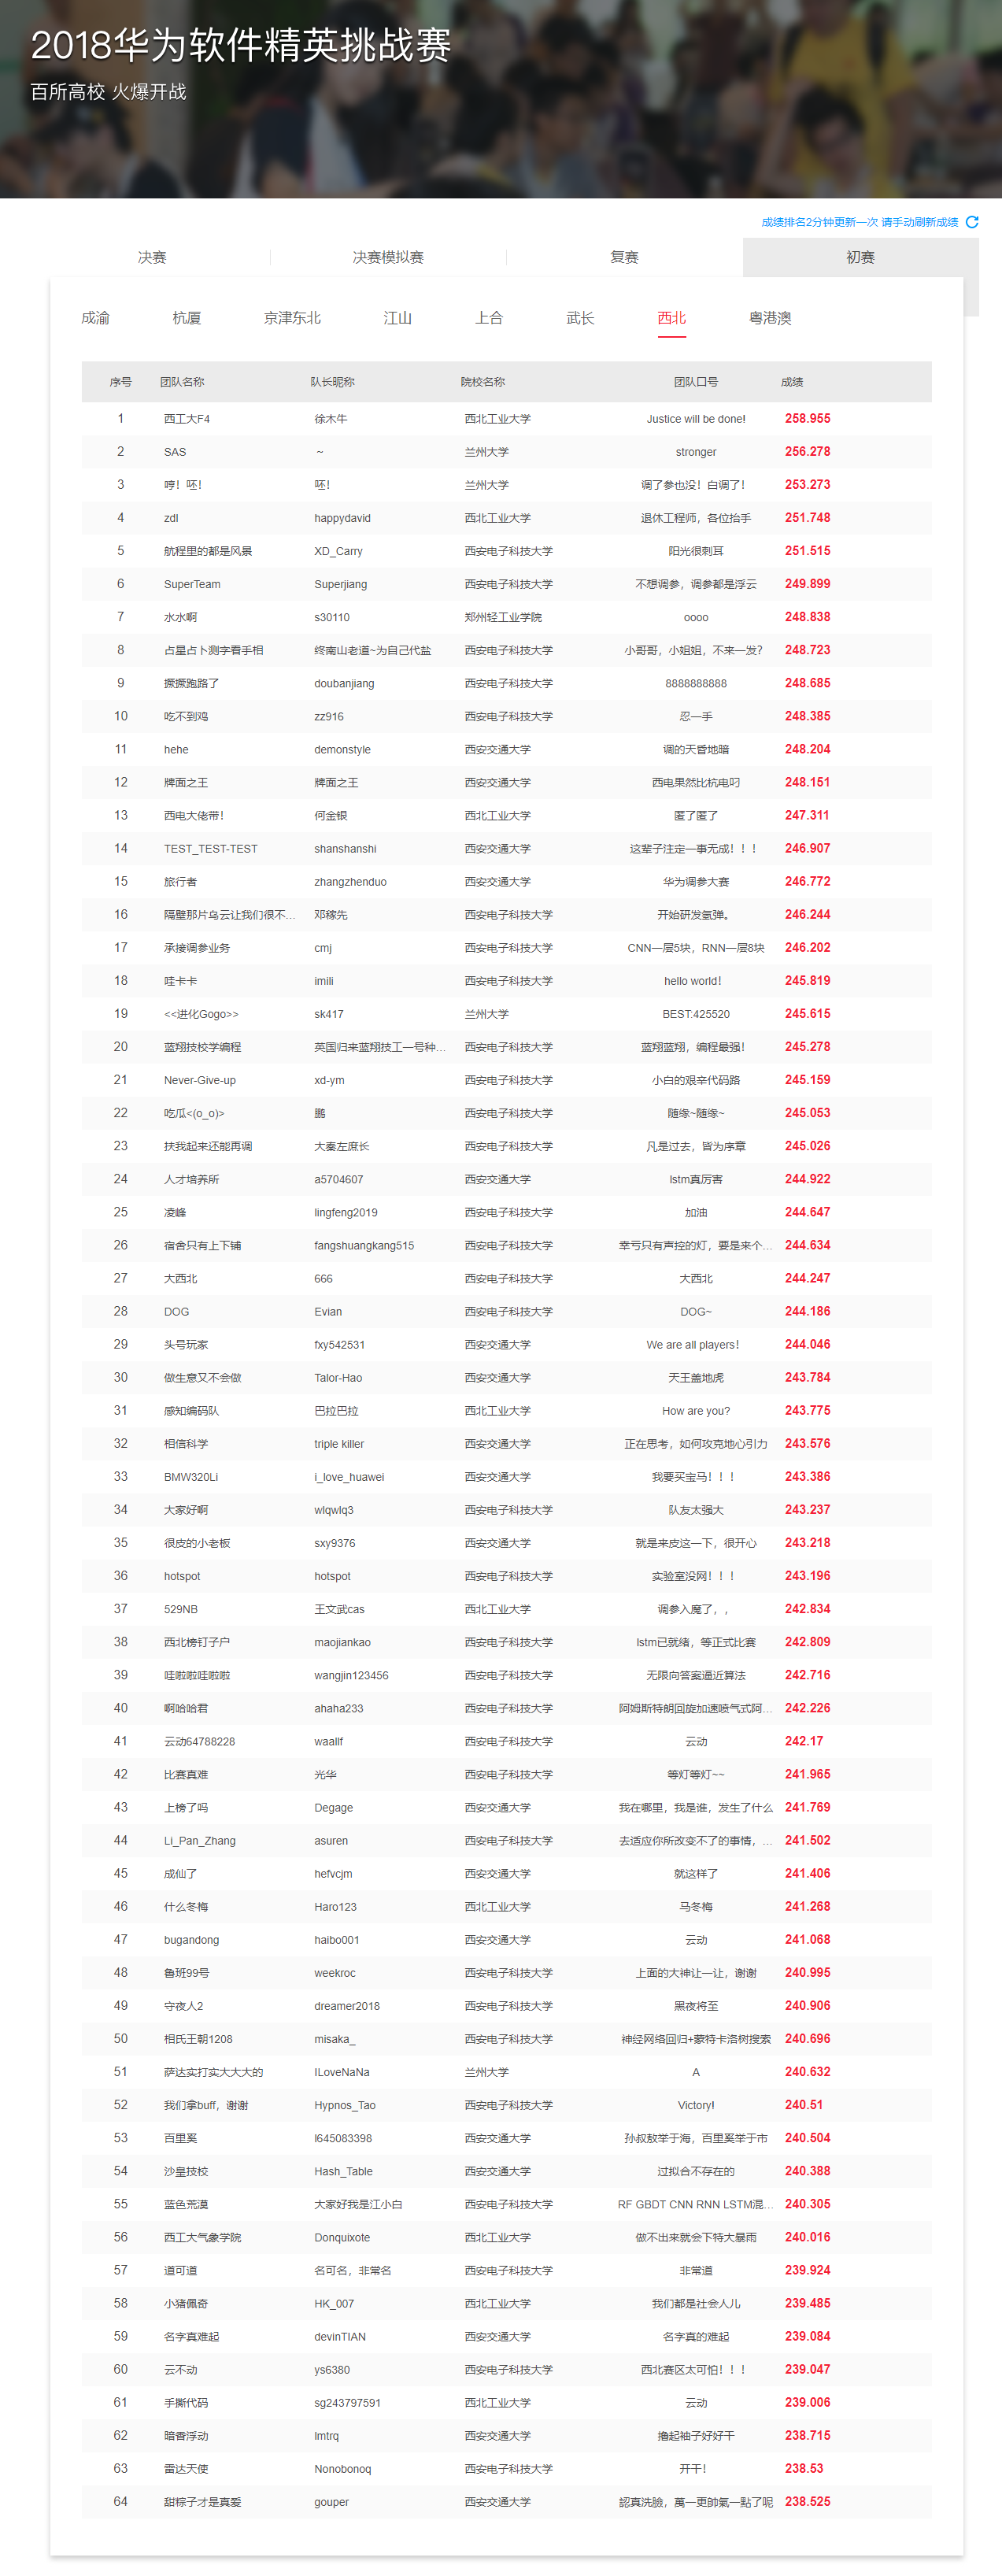 2018华为软件精英挑战赛
百所高校 火爆开战
成绩排名2分钟更新一次 请手动刷新成绩
决赛 决赛模拟赛 复赛 初赛
成渝 杭厦 京津东北 江山 上合 武长 西北 粤港澳
序号 团队名称 队长昵称 院校名称 团队口号 成绩
1 西工大F4 徐木牛 西北工业大学 Justice will be done! 258.955
2 SAS ~ 兰州大学 stronger 256.278
3 哼！呸！ 呸！ 兰州大学 调了参也没！白调了！ 253.273
4 zdl happydavid 西北工业大学 退休工程师，各位抬手 251.748
5 航程里的都是风景 XD_Carry 西安电子科技大学 阳光很刺耳 251.515
6 SuperTeam Superjiang 西安电子科技大学 不想调参，调参都是浮云 249.899
7 水水啊 s30110 郑州轻工业学院 oooo 248.838
8 占星占卜测字看手相 终南山老道~为自己代盐 西安电子科技大学 小哥哥，小姐姐，不来一发？ 248.723
9 撅撅跑路了 doubanjiang 西安电子科技大学 8888888888 248.685
10 吃不到鸡 zz916 西安电子科技大学 忍一手 248.385
11 hehe demonstyle 西安交通大学 调的天昏地暗 248.204
12 牌面之王 牌面之王 西安交通大学 西电果然比杭电叼 248.151
13 西电大佬带！ 何金银 西北工业大学 匿了匿了 247.311
14 TEST_TEST-TEST shanshanshi 西安交通大学 这辈子注定一事无成！！！ 246.907
15 旅行者 zhangzhenduo 西安交通大学 华为调参大赛 246.772
16 隔壁那片乌云让我们很不... 邓稼先 西安电子科技大学 开始研发氢弹。 246.244
17 承接调参业务 cmj 西安电子科技大学 CNN一层5块，RNN一层8块 246.202
18 哇卡卡 imili 西安电子科技大学 hello world！ 245.819
19 <<进化Gogo>> sk417 兰州大学 BEST:425520 245.615
20 蓝翔技校学编程 英国归来蓝翔技工一号种... 西安电子科技大学 蓝翔蓝翔，编程最强！ 245.278
21 Never-Give-up xd-ym 西安电子科技大学 小白的艰辛代码路 245.159
22 吃瓜<(o_o)> 鹏 西安电子科技大学 随缘~随缘~ 245.053
23 扶我起来还能再调 大秦左庶长 西安电子科技大学 凡是过去，皆为序章 245.026
24 人才培养所 a5704607 西安交通大学 lstm真厉害 244.922
25 凌峰 lingfeng2019 西安电子科技大学 加油 244.647
26 宿舍只有上下铺 fangshuangkang515 西安电子科技大学 幸亏只有声控的灯，要是来个... 244.634
27 大西北 666 西安电子科技大学 大西北 244.247
28 DOG Evian 西安电子科技大学 DOG~ 244.186
29 头号玩家 fxy542531 西安交通大学 We are all players！ 244.046
30 做生意又不会做 Talor-Hao 西安交通大学 天王盖地虎 243.784
31 感知编码队 巴拉巴拉 西北工业大学 How are you? 243.775
32 相信科学 triple killer 西安交通大学 正在思考，如何攻克地心引力 243.576
33 BMW320Li i_love_huawei 西安交通大学 我要买宝马！！！ 243.386
34 大家好啊 wlqwlq3 西安电子科技大学 队友太强大 243.237
35 很皮的小老板 sxy9376 西安交通大学 就是来皮这一下，很开心 243.218
36 hotspot hotspot 西安电子科技大学 实验室没网！！！ 243.196
37 529NB 王文武cas 西北工业大学 调参入魔了，， 242.834
38 西北榜钉子户 maojiankao 西安电子科技大学 lstm已就绪，等正式比赛 242.809
39 哇啦啦哇啦啦 wangjin123456 西安电子科技大学 无限向答案逼近算法 242.716
40 啊哈哈君 ahaha233 西安电子科技大学 阿姆斯特朗回旋加速喷气式阿... 242.226
41 云动64788228 waallf 西安电子科技大学 云动 242.17
42 比赛真难 光华 西安电子科技大学 等灯等灯~~ 241.965
43 上榜了吗 Degage 西安交通大学 我在哪里，我是谁，发生了什么 241.769
44 Li_Pan_Zhang asuren 西安电子科技大学 去适应你所改变不了的事情，... 241.502
45 成仙了 hefvcjm 西安交通大学 就这样了 241.406
46 什么冬梅 Haro123 西北工业大学 马冬梅 241.268
47 bugandong haibo001 西安交通大学 云动 241.068
48 鲁班99号 weekroc 西安电子科技大学 上面的大神让一让，谢谢 240.995
49 守夜人2 dreamer2018 西安电子科技大学 黑夜将至 240.906
50 相氏王朝1208 misaka_ 西安电子科技大学 神经网络回归+蒙特卡洛树搜索 240.696
51 萨达实打实大大大的 ILoveNaNa 兰州大学 A 240.632
52 我们拿buff，谢谢 Hypnos_Tao 西安电子科技大学 Victory! 240.51
53 百里奚 l645083398 西安交通大学 孙叔敖举于海，百里奚举于市 240.504
54 沙皇技校 Hash_Table 西安交通大学 过拟合不存在的 240.388
55 蓝色荒漠 大家好我是江小白 西安电子科技大学 RF GBDT CNN RNN LSTM混... 240.305
56 西工大气象学院 Donquixote 西北工业大学 做不出来就会下特大暴雨 240.016
57 道可道 名可名，非常名 西安电子科技大学 非常道 239.924
58 小猪佩奇 HK_007 西北工业大学 我们都是社会人儿 239.485
59 名字真难起 devinTIAN 西安交通大学 名字真的难起 239.084
60 云不动 ys6380 西安电子科技大学 西北赛区太可怕！！！ 239.047
61 手撕代码 sg243797591 西北工业大学 云动 239.006
62 暗香浮动 lmtrq 西安交通大学 撸起袖子好好干 238.715
63 雷达天使 Nonobonoq 西安电子科技大学 开干！ 238.53
64 甜粽子才是真爱 gouper 西安交通大学 認真洗臉，萬一更帥氣一點了呢 238.525